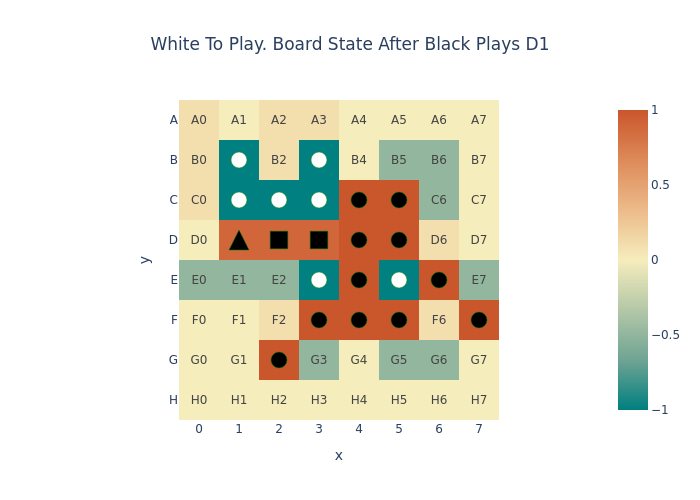 White To Play. Board State After Black Plays D1
A A0 A1 A2 A3 A4 A5 A6 A7
B B0 B2 B4 B5 B6 B7
C C0 C6 C7
D D0 D6 D7
E E0 E1 E2 E7
F F0 F1 F2 F6
G G0 G1 G3 G4 G5 G6 G7
H H0 H1 H2 H3 H4 H5 H6 H7
0 1 2 3 4 5 6 7
x
y
1
0.5
0
−0.5
−1